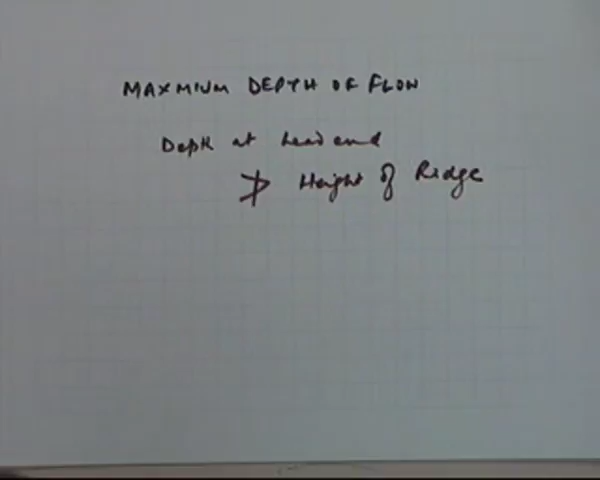 MAXMIUM DEPTH OF FLOW
Depth at head end
≯ Height of Ridge